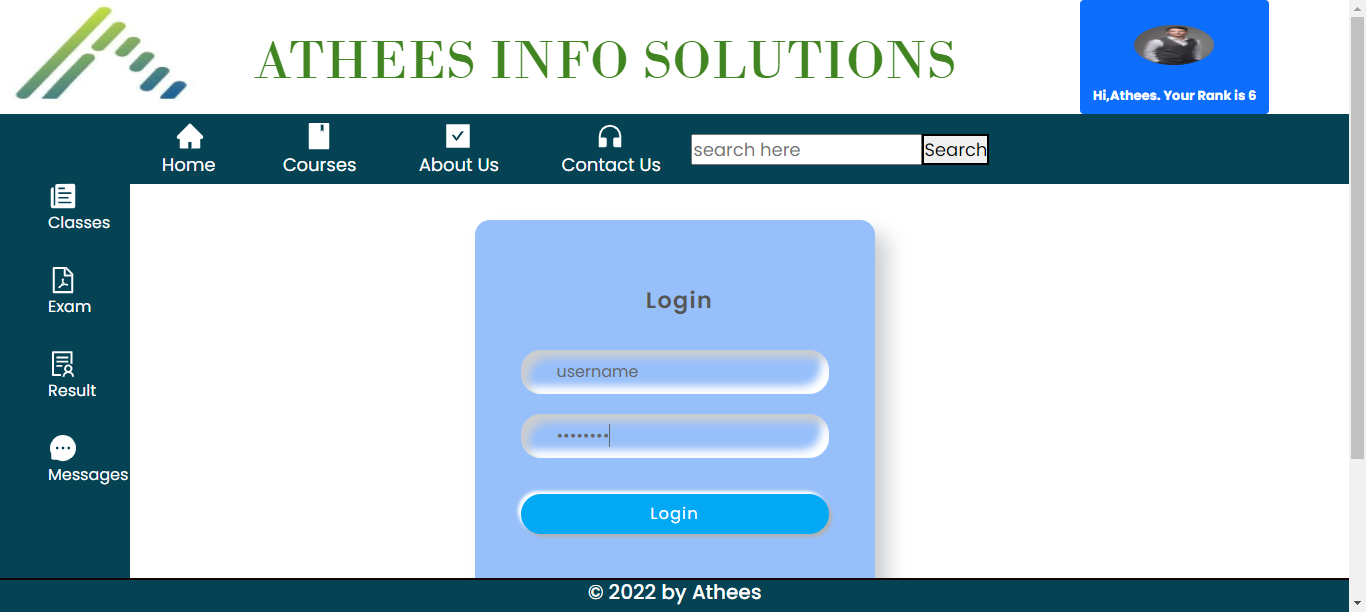 ATHEES INFO SOLUTIONS
Hi,Athees. Your Rank is 6
Home
Courses
About Us
Contact Us
search here
Search
Classes
Exam
Result
Messages
Login
username
••••••••
Login
© 2022 by Athees